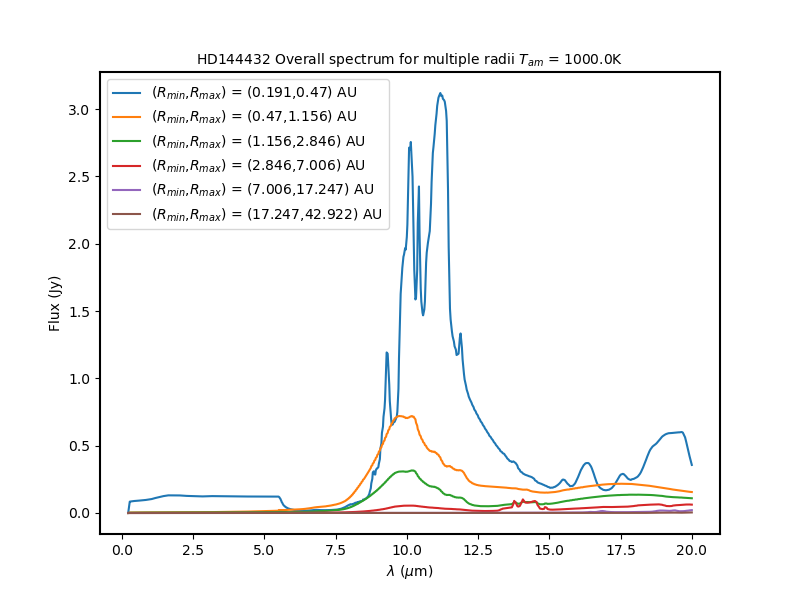 HD144432 Overall spectrum for multiple radii T_am = 1000.0K
(R_min,R_max) = (0.191,0.47) AU
(R_min,R_max) = (0.47,1.156) AU
(R_min,R_max) = (1.156,2.846) AU
(R_min,R_max) = (2.846,7.006) AU
(R_min,R_max) = (7.006,17.247) AU
(R_min,R_max) = (17.247,42.922) AU
3.0
2.5
2.0
1.5
1.0
0.5
0.0
Flux (Jy)
0.0 2.5 5.0 7.5 10.0 12.5 15.0 17.5 20.0
λ (μm)